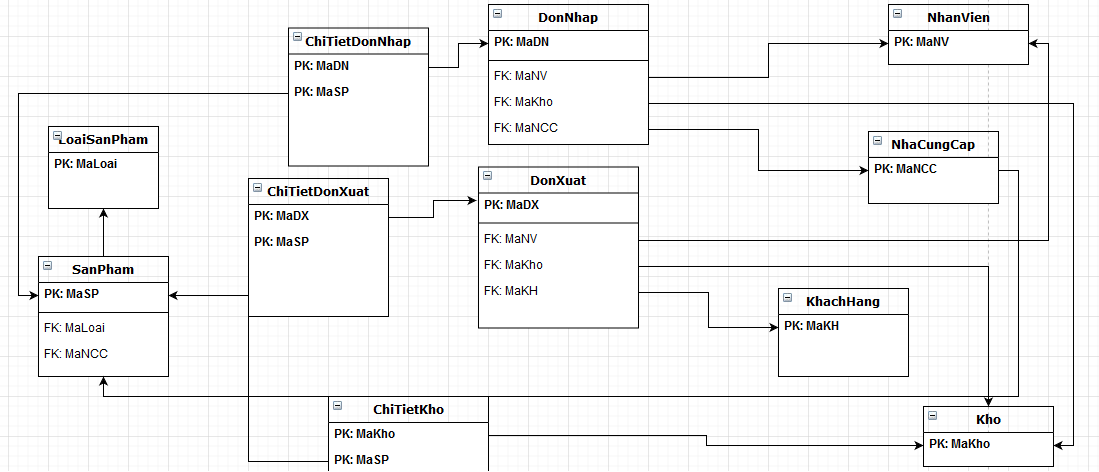 ChiTietDonNhap
PK: MaDN
PK: MaSP
DonNhap
PK: MaDN
FK: MaNV
FK: MaKho
FK: MaNCC
NhanVien
PK: MaNV
LoaiSanPham
PK: MaLoai
NhaCungCap
PK: MaNCC
ChiTietDonXuat
PK: MaDX
PK: MaSP
DonXuat
PK: MaDX
FK: MaNV
FK: MaKho
FK: MaKH
SanPham
PK: MaSP
FK: MaLoai
FK: MaNCC
KhachHang
PK: MaKH
ChiTietKho
PK: MaKho
PK: MaSP
Kho
PK: MaKho